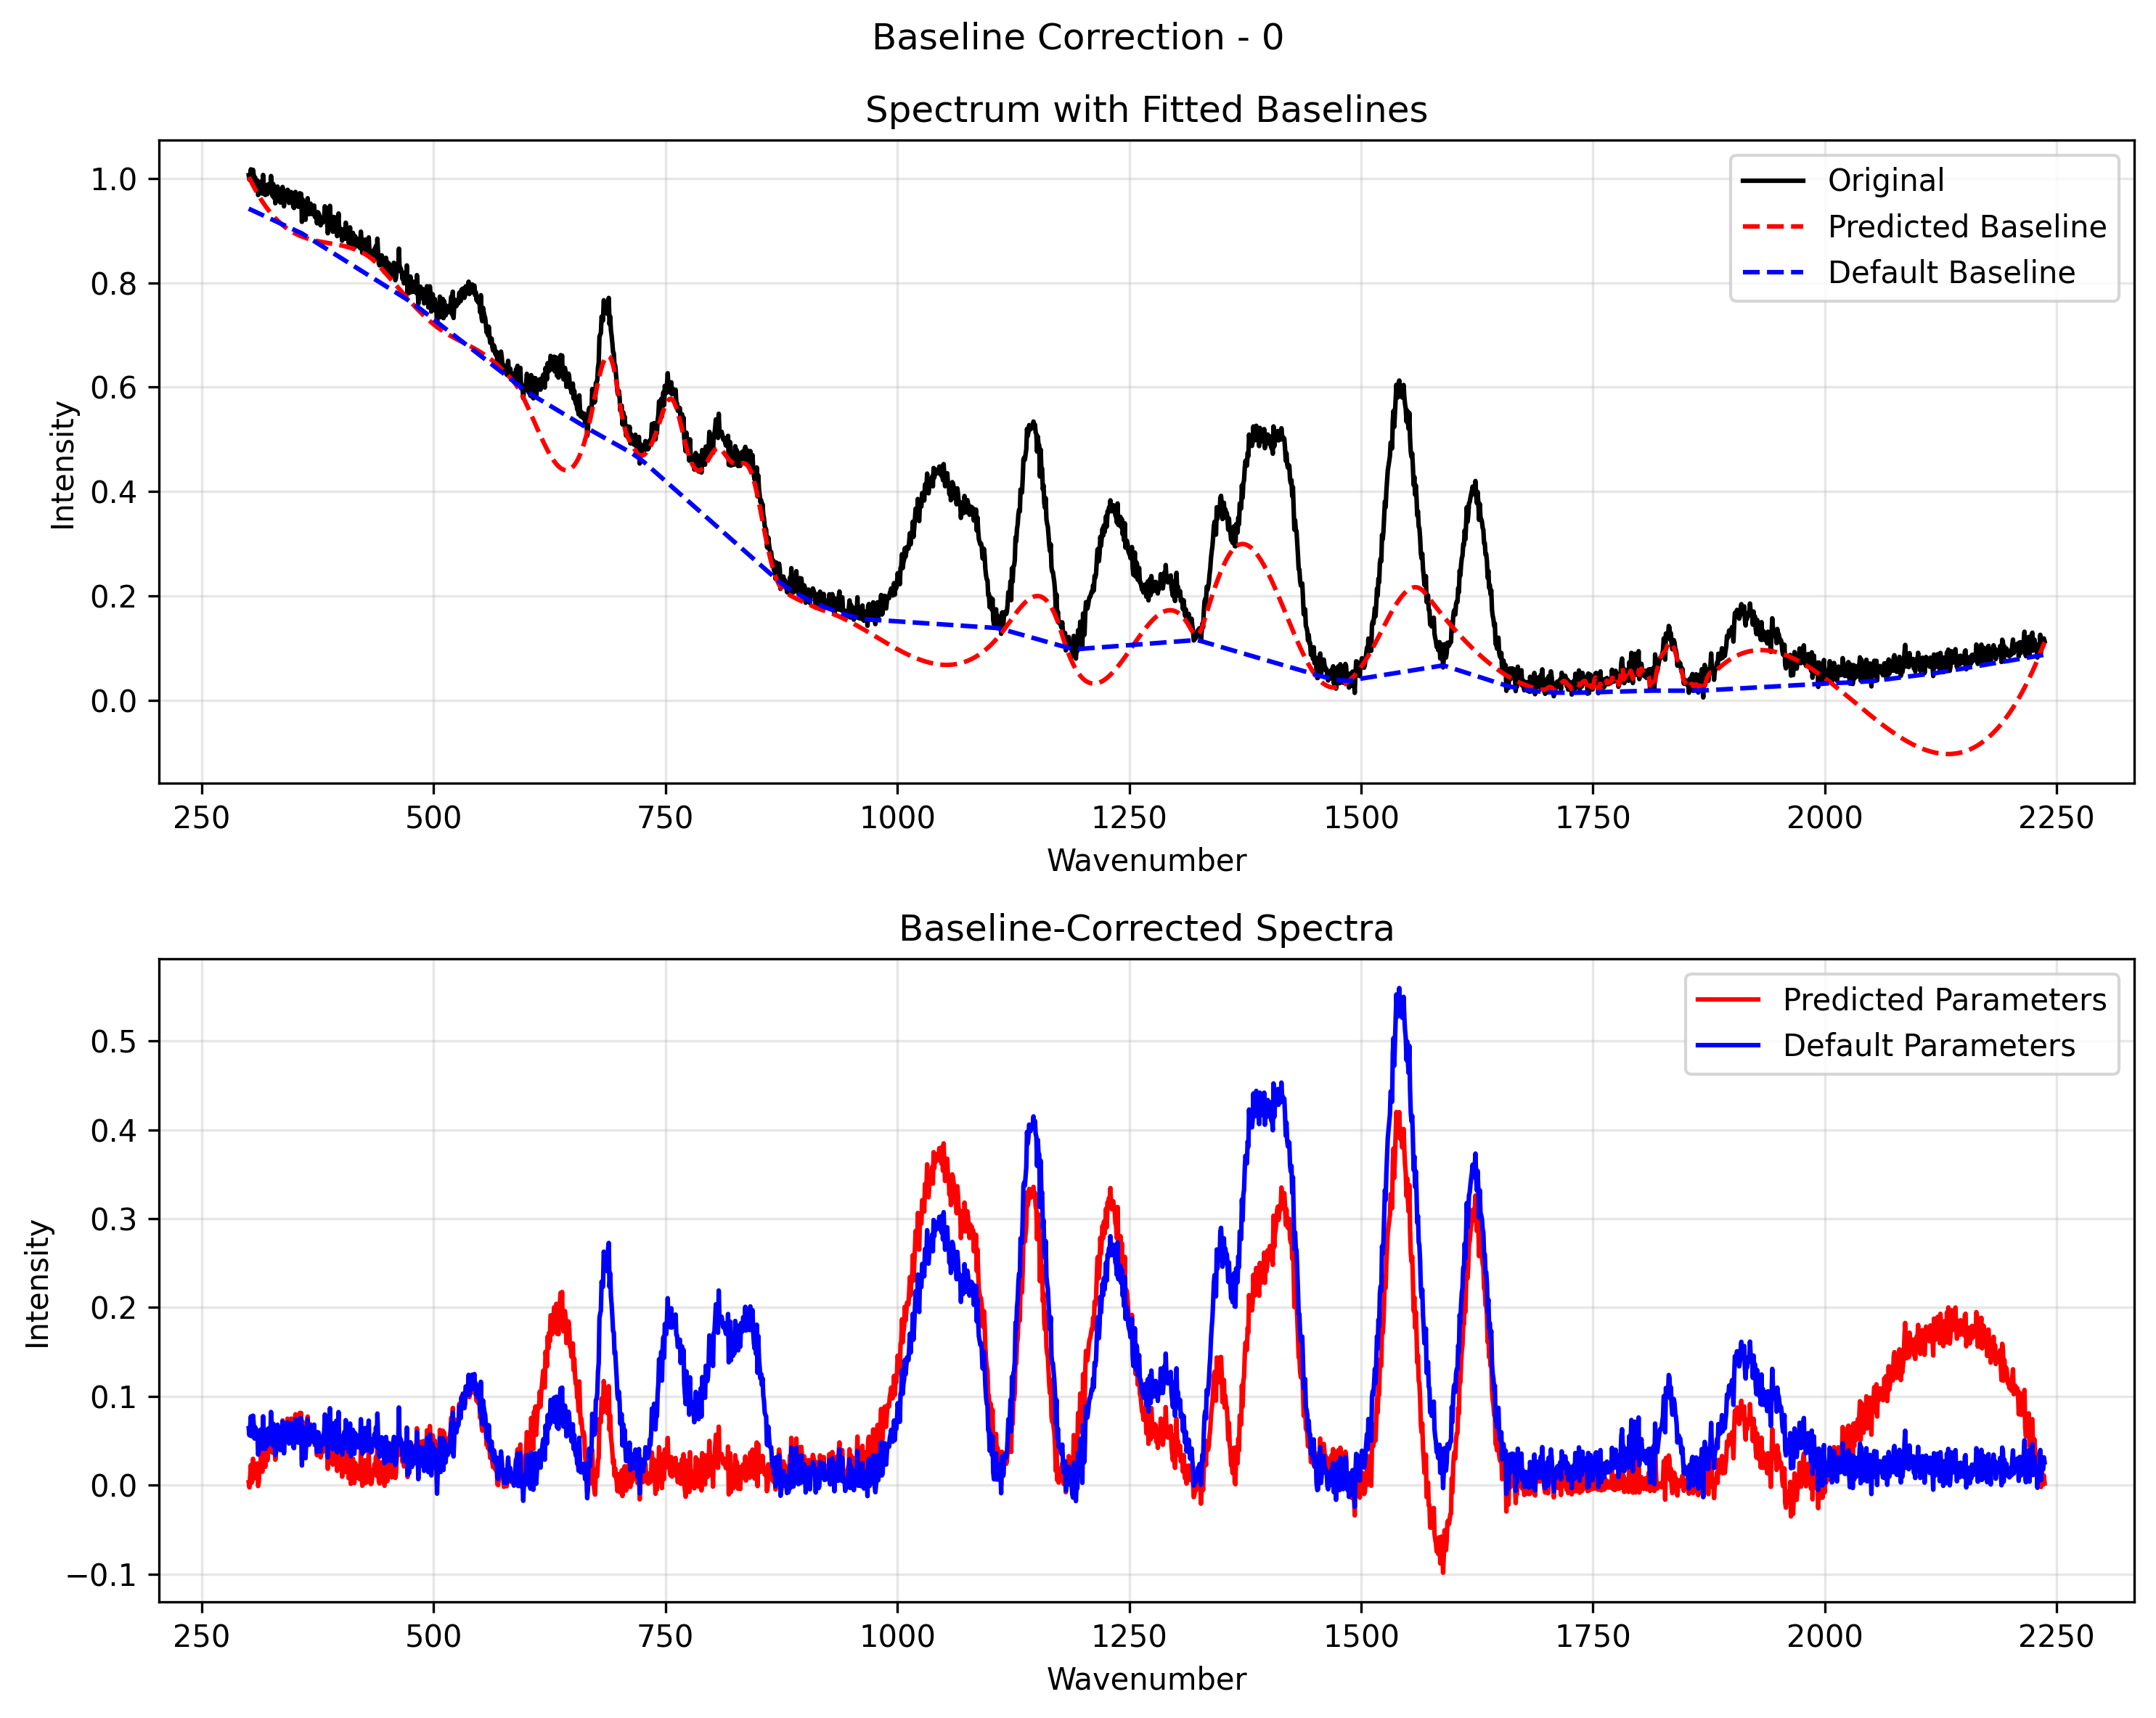 Baseline Correction - 0
Spectrum with Fitted Baselines
Original
Predicted Baseline
Default Baseline
1.0
0.8
0.6
0.4
0.2
0.0
Intensity
250 500 750 1000 1250 1500 1750 2000 2250
Wavenumber
Baseline-Corrected Spectra
Predicted Parameters
Default Parameters
0.5
0.4
0.3
0.2
0.1
0.0
−0.1
Intensity
250 500 750 1000 1250 1500 1750 2000 2250
Wavenumber